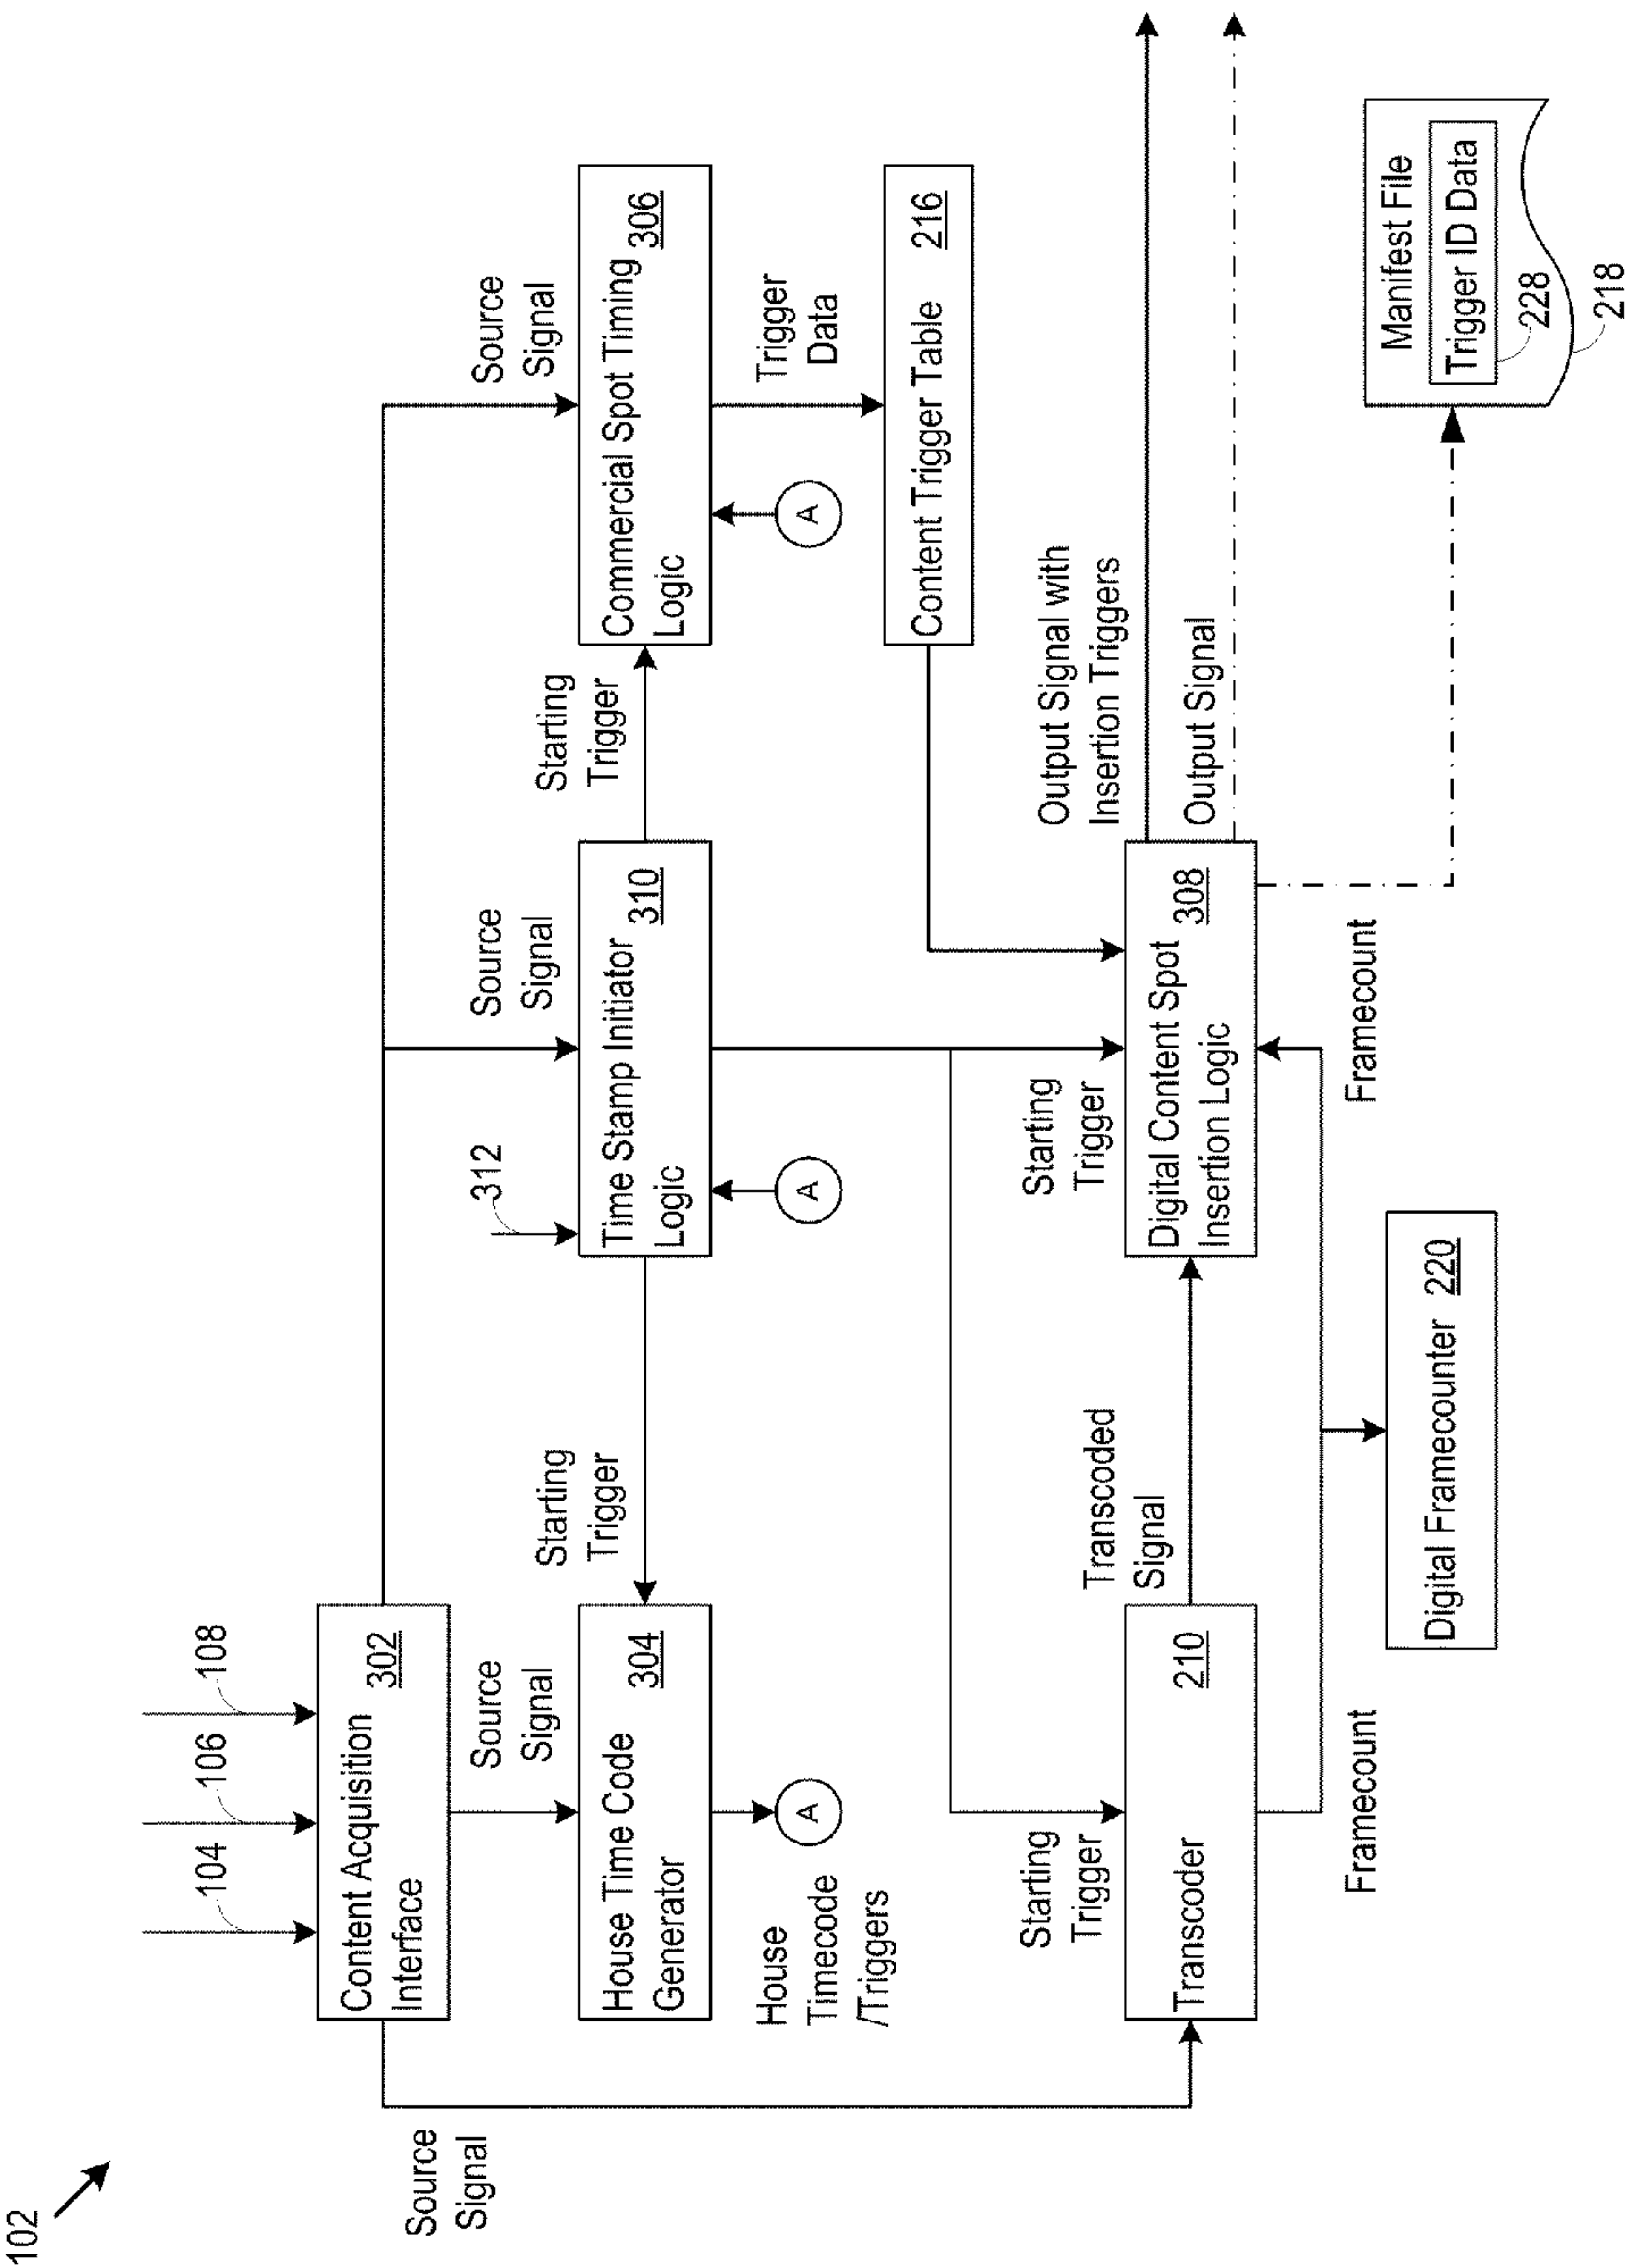 102
104
106
108
Content Acquisition
Interface
302
Source
Signal
Source
Signal
Source
Signal
Source
Signal
312
House Time Code
Generator
304
Starting
Trigger
Time Stamp Initiator
Logic
310
Starting
Trigger
Commercial Spot Timing
Logic
306
House
Timecode
/Triggers
A
A
A
Trigger
Data
Content Trigger Table 216
Starting
Trigger
Starting
Trigger
Output Signal with
Insertion Triggers
Output Signal
Transcoder
210
Transcoded
Signal
Digital Content Spot
Insertion Logic
308
Framecount
Framecount
Digital Framecounter 220
Manifest File
Trigger ID Data
228
218